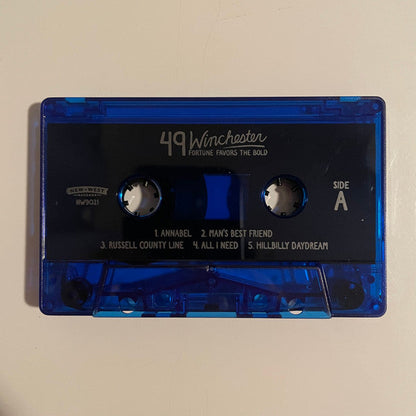 49 Winchester
FORTUNE FAVORS THE BOLD
NEW WEST
RECORDS
NW5021
SIDE
A
1. ANNABEL 2. MAN'S BEST FRIEND
3. RUSSELL COUNTY LINE 4. ALL I NEED 5. HILLBILLY DAYDREAM